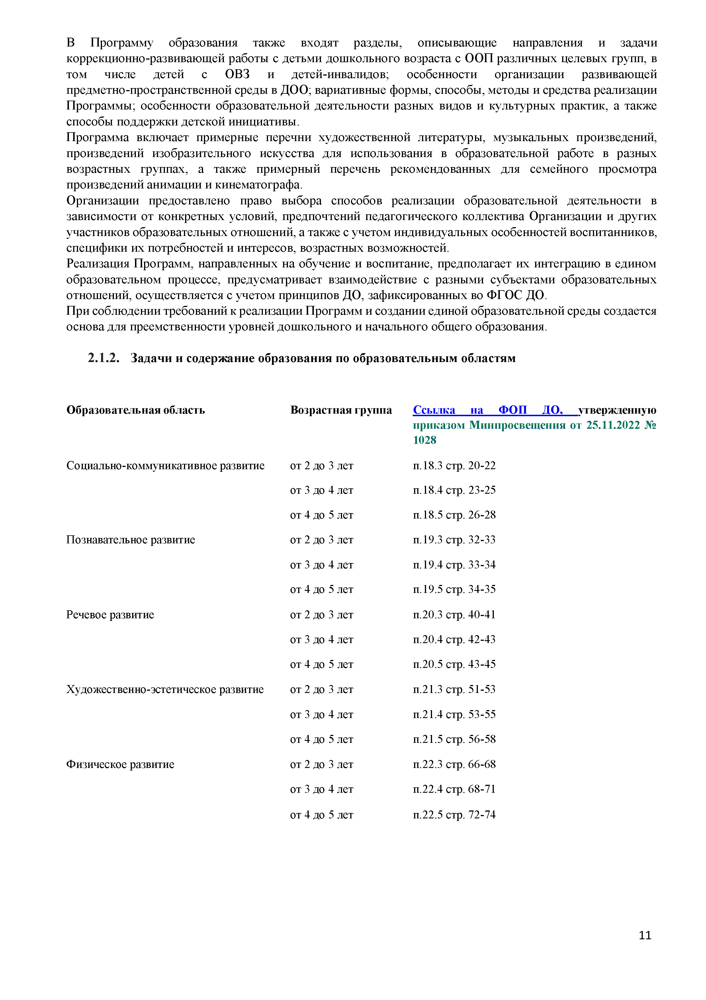 В Программу образования также входят разделы, описывающие направления и задачи
коррекционно-развивающей работы с детьми дошкольного возраста с ООП различных целевых групп, в
том числе детей с ОВЗ и детей-инвалидов; особенности организации развивающей
предметно-пространственной среды в ДОО; вариативные формы, способы, методы и средства реализации
Программы; особенности образовательной деятельности разных видов и культурных практик, а также
способы поддержки детской инициативы.
Программа включает примерные перечни художественной литературы, музыкальных произведений,
произведений изобразительного искусства для использования в образовательной работе в разных
возрастных группах, а также примерный перечень рекомендованных для семейного просмотра
произведений анимации и кинематографа.
Организации предоставлено право выбора способов реализации образовательной деятельности в
зависимости от конкретных условий, предпочтений педагогического коллектива Организации и других
участников образовательных отношений, а также с учетом индивидуальных особенностей воспитанников,
специфики их потребностей и интересов, возрастных возможностей.
Реализация Программ, направленных на обучение и воспитание, предполагает их интеграцию в едином
образовательном процессе, предусматривает взаимодействие с разными субъектами образовательных
отношений, осуществляется с учетом принципов ДО, зафиксированных во ФГОС ДО.
При соблюдении требований к реализации Программ и создании единой образовательной среды создается
основа для преемственности уровней дошкольного и начального общего образования.
2.1.2. Задачи и содержание образования по образовательным областям
Образовательная область Возрастная группа Ссылка на ФОП ДО, утвержденную
приказом Минпросвещения от 25.11.2022 №
1028
Социально-коммуникативное развитие от 2 до 3 лет п.18.3 стр. 20-22
от 3 до 4 лет п.18.4 стр. 23-25
от 4 до 5 лет п.18.5 стр. 26-28
Познавательное развитие от 2 до 3 лет п.19.3 стр. 32-33
от 3 до 4 лет п.19.4 стр. 33-34
от 4 до 5 лет п.19.5 стр. 34-35
Речевое развитие от 2 до 3 лет п.20.3 стр. 40-41
от 3 до 4 лет п.20.4 стр. 42-43
от 4 до 5 лет п.20.5 стр. 43-45
Художественно-эстетическое развитие от 2 до 3 лет п.21.3 стр. 51-53
от 3 до 4 лет п.21.4 стр. 53-55
от 4 до 5 лет п.21.5 стр. 56-58
Физическое развитие от 2 до 3 лет п.22.3 стр. 66-68
от 3 до 4 лет п.22.4 стр. 68-71
от 4 до 5 лет п.22.5 стр. 72-74
11